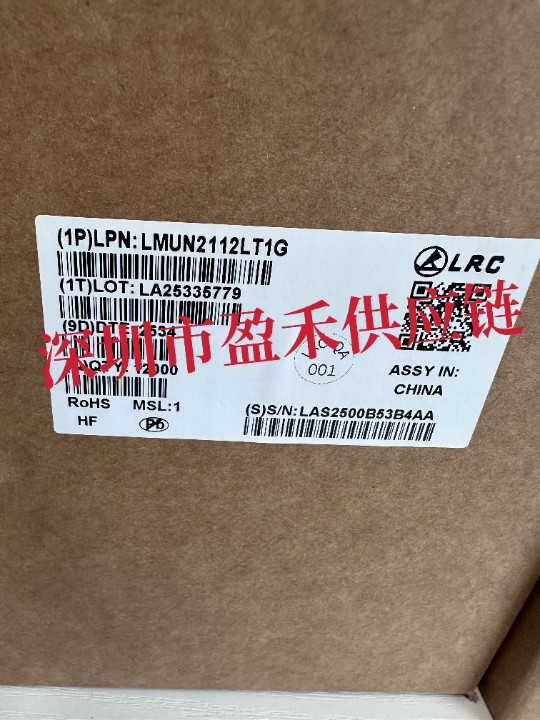 (1P)LPN:LMUN2112LT1G
LRC
(1T)LOT:LA25335779
深圳市盈禾供应链
001
ASSY IN:
CHINA
RoHS MSL:1
(S)S/N:LAS2500B53B4AA
HF
Pb